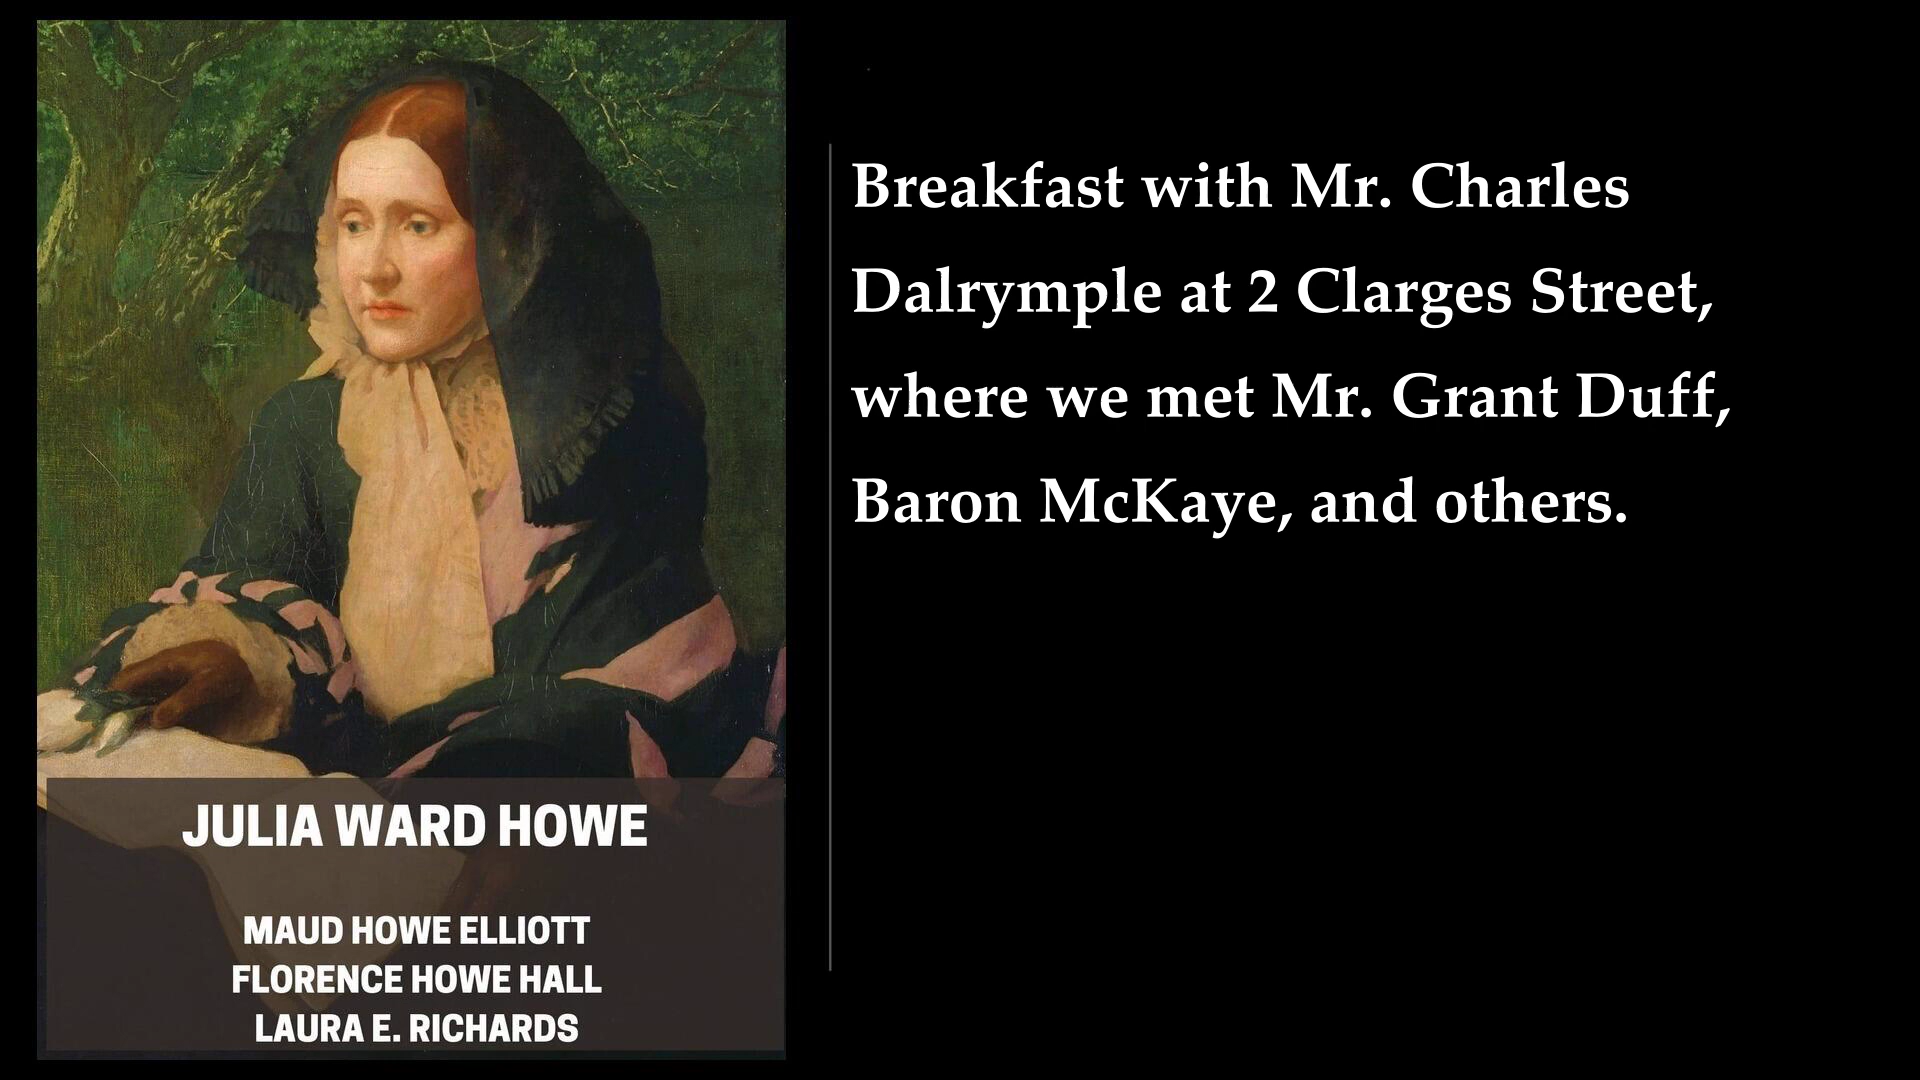 JULIA WARD HOWE
MAUD HOWE ELLIOTT
FLORENCE HOWE HALL
LAURA E. RICHARDS
Breakfast with Mr. Charles
Dalrymple at 2 Clarges Street,
where we met Mr. Grant Duff,
Baron McKaye, and others.